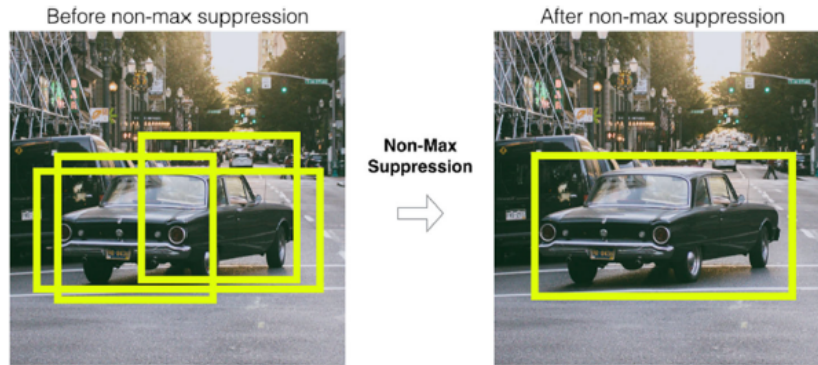 Before non-max suppression
After non-max suppression
Non-Max
Suppression